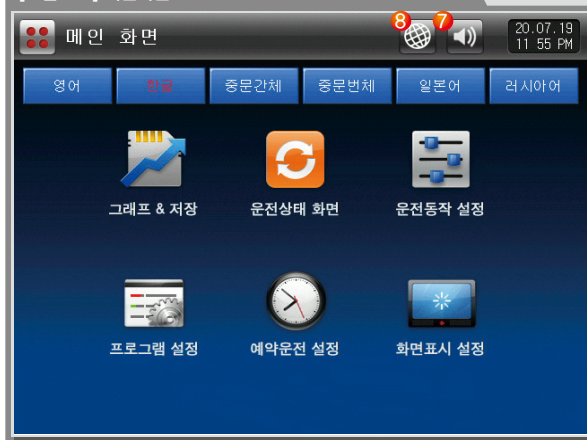 메인 화면
8
7
20.07.19
11 55 PM
영어
한글
중문간체
중문번체
일본어
러시아어
그래프 & 저장
운전상태 화면
운전동작 설정
프로그램 설정
예약운전 설정
화면표시 설정